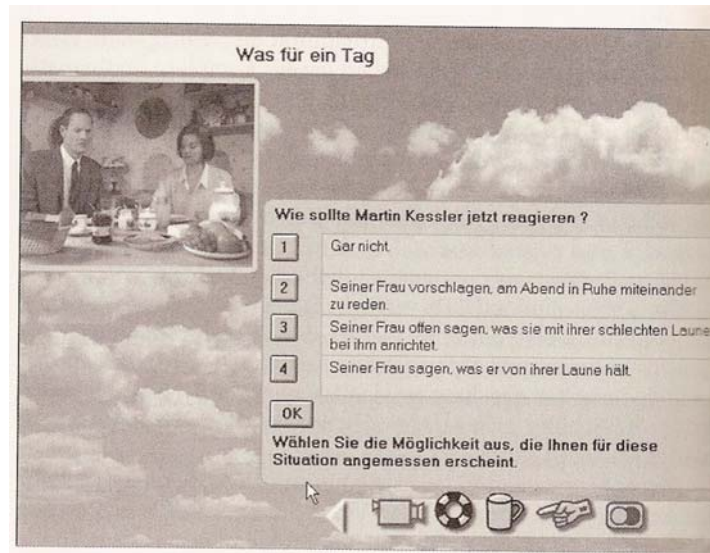 Was für ein Tag
Wie sollte Martin Kessler jetzt reagieren ?
1
Gar nicht.
2
Seiner Frau vorschlagen, am Abend in Ruhe miteinander
zu reden.
3
Seiner Frau offen sagen, was sie mit ihrer schlechten Laune
bei ihm anrichtet.
4
Seiner Frau sagen, was er von ihrer Laune hält.
OK
Wählen Sie die Möglichkeit aus, die Ihnen für diese
Situation angemessen erscheint.